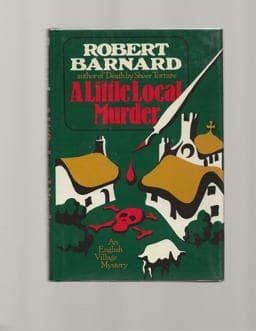 ROBERT
BARNARD
author of Death by Sheer Torture
A Little Local
Murder
An
English
Village
Mystery